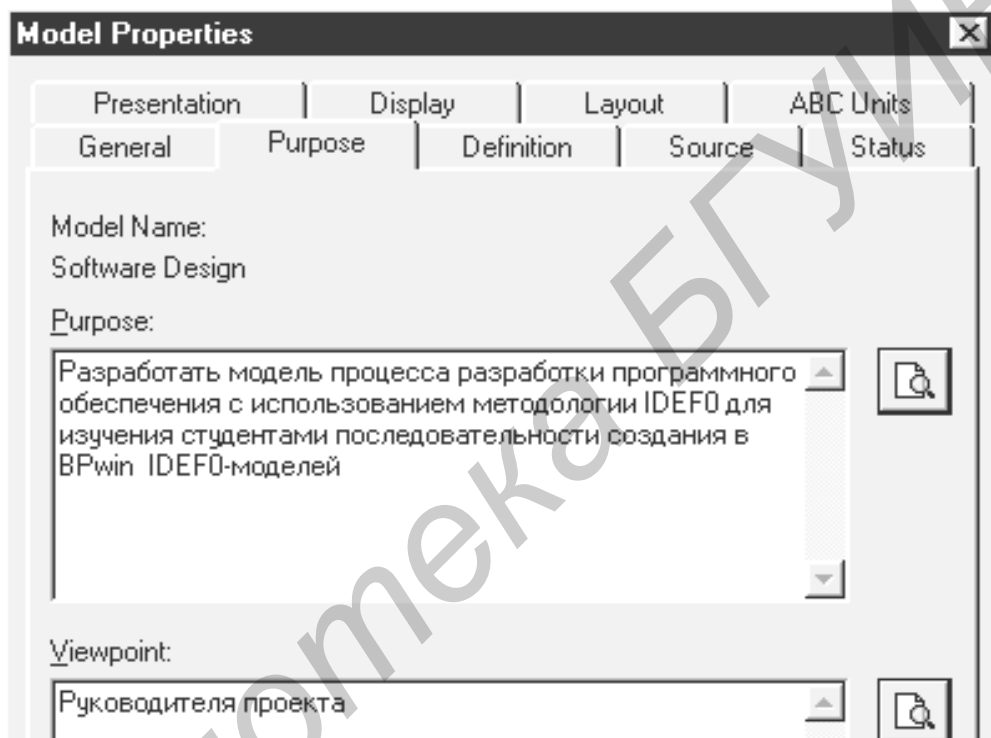 Model Properties
Presentation Display Layout ABC Units
General Purpose Definition Source Status
Model Name:
Software Design
Purpose:
Разработать модель процесса разработки программного
обеспечения с использованием методологии IDEF0 для
изучения студентами последовательности создания в
BPwin IDEF0-моделей
Viewpoint:
Руководителя проекта